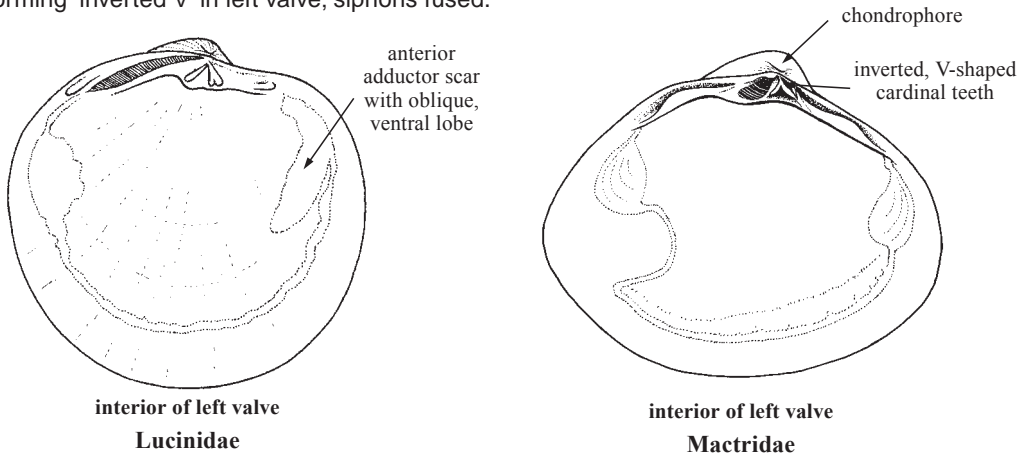 forming 'inverted V' in left valve, siphons fused.
chondrophore
anterior
adductor scar
with oblique,
ventral lobe
inverted, V-shaped
cardinal teeth
interior of left valve
Lucinidae
interior of left valve
Mactridae